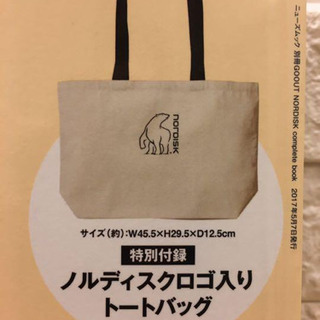 NORDISK
サイズ(約):W45.5×H29.5×D12.5cm
特別付録
ノルディスクロゴ入り
トートバッグ
ニューズムック 別冊GOOUT NORDISK complete book 2017年5月7日発行